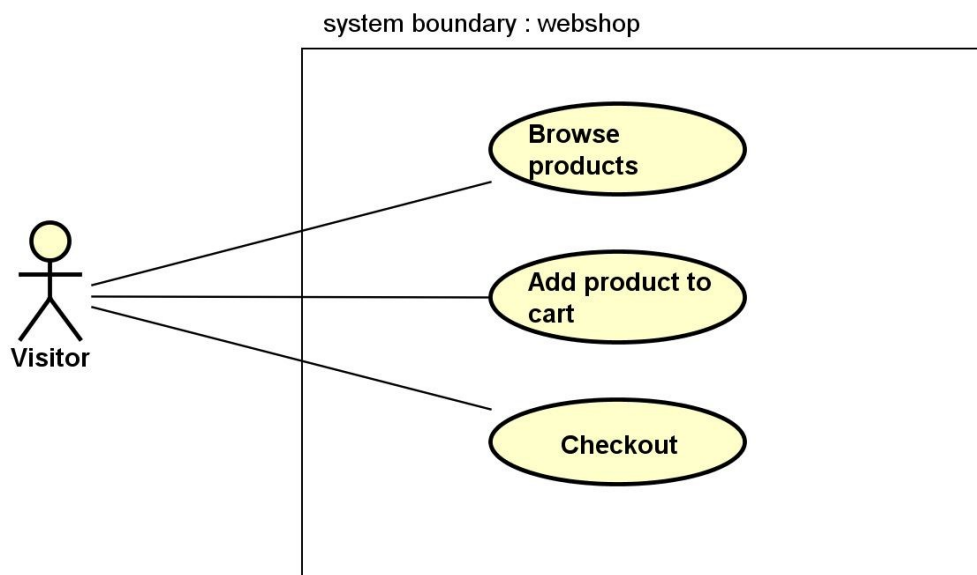 system boundary : webshop
Browse
products
Add product to
cart
Visitor
Checkout